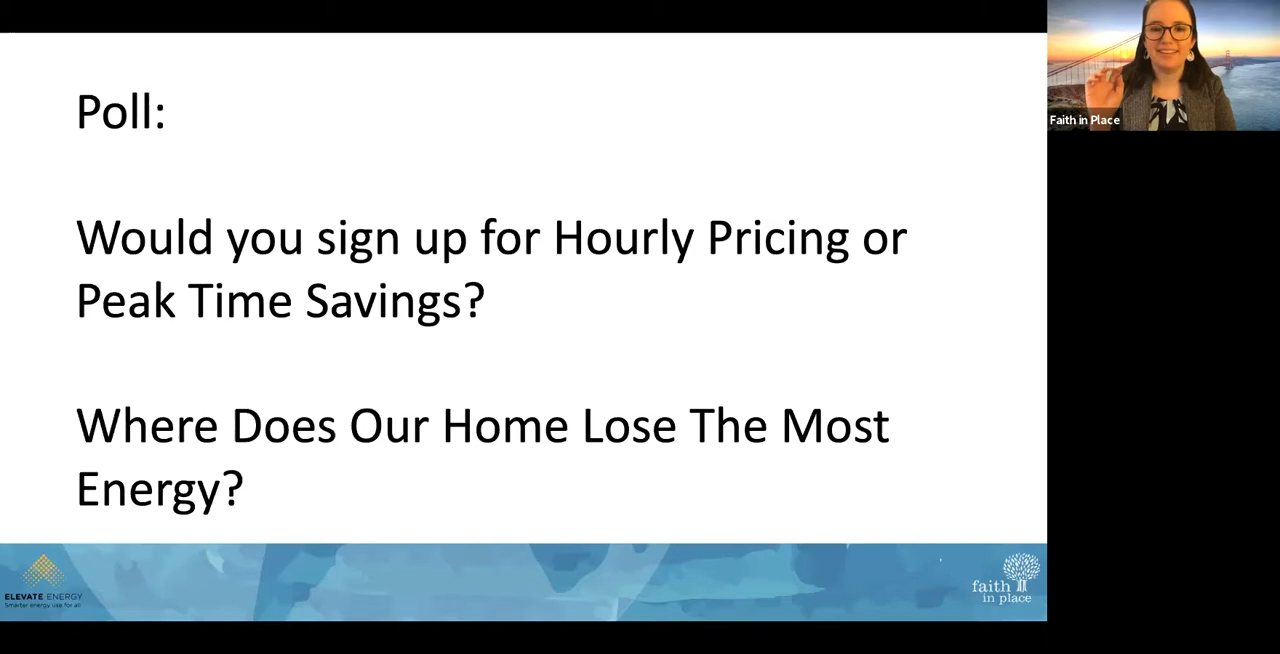 Poll:
Would you sign up for Hourly Pricing or
Peak Time Savings?
Where Does Our Home Lose The Most
Energy?
Faith in Place
ELEVATE ENERGY
Smarter energy use for all
faith
in place